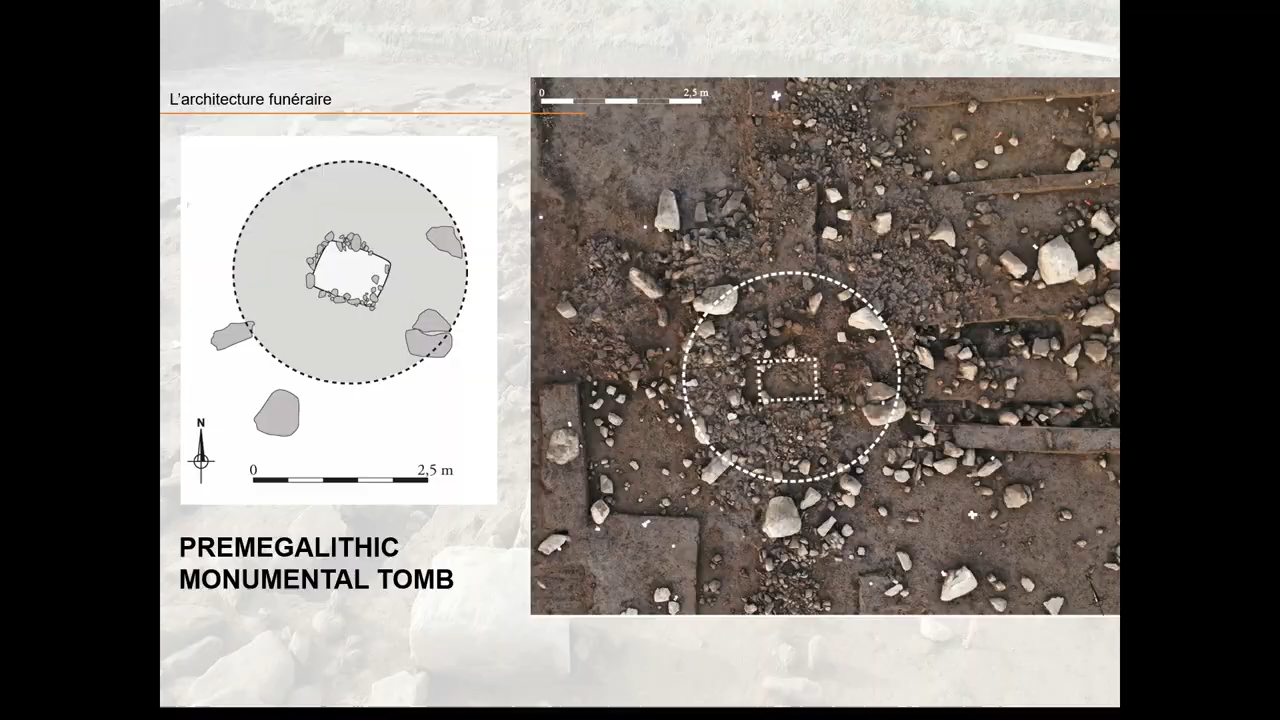 L'architecture funéraire
0 2,5 m
N
0 2,5 m
PREMEGALITHIC
MONUMENTAL TOMB